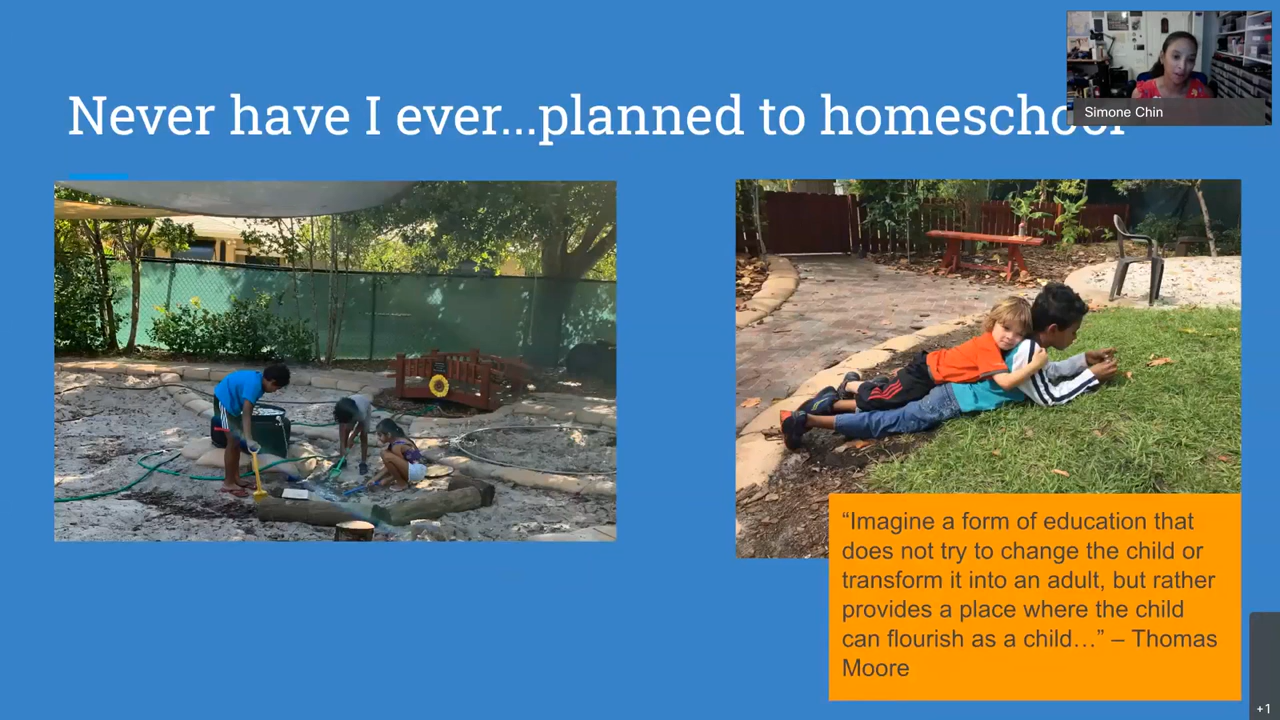 Never have I ever...planned to homeschool
Simone Chin
“Imagine a form of education that
does not try to change the child or
transform it into an adult, but rather
provides a place where the child
can flourish as a child…” – Thomas
Moore
+1